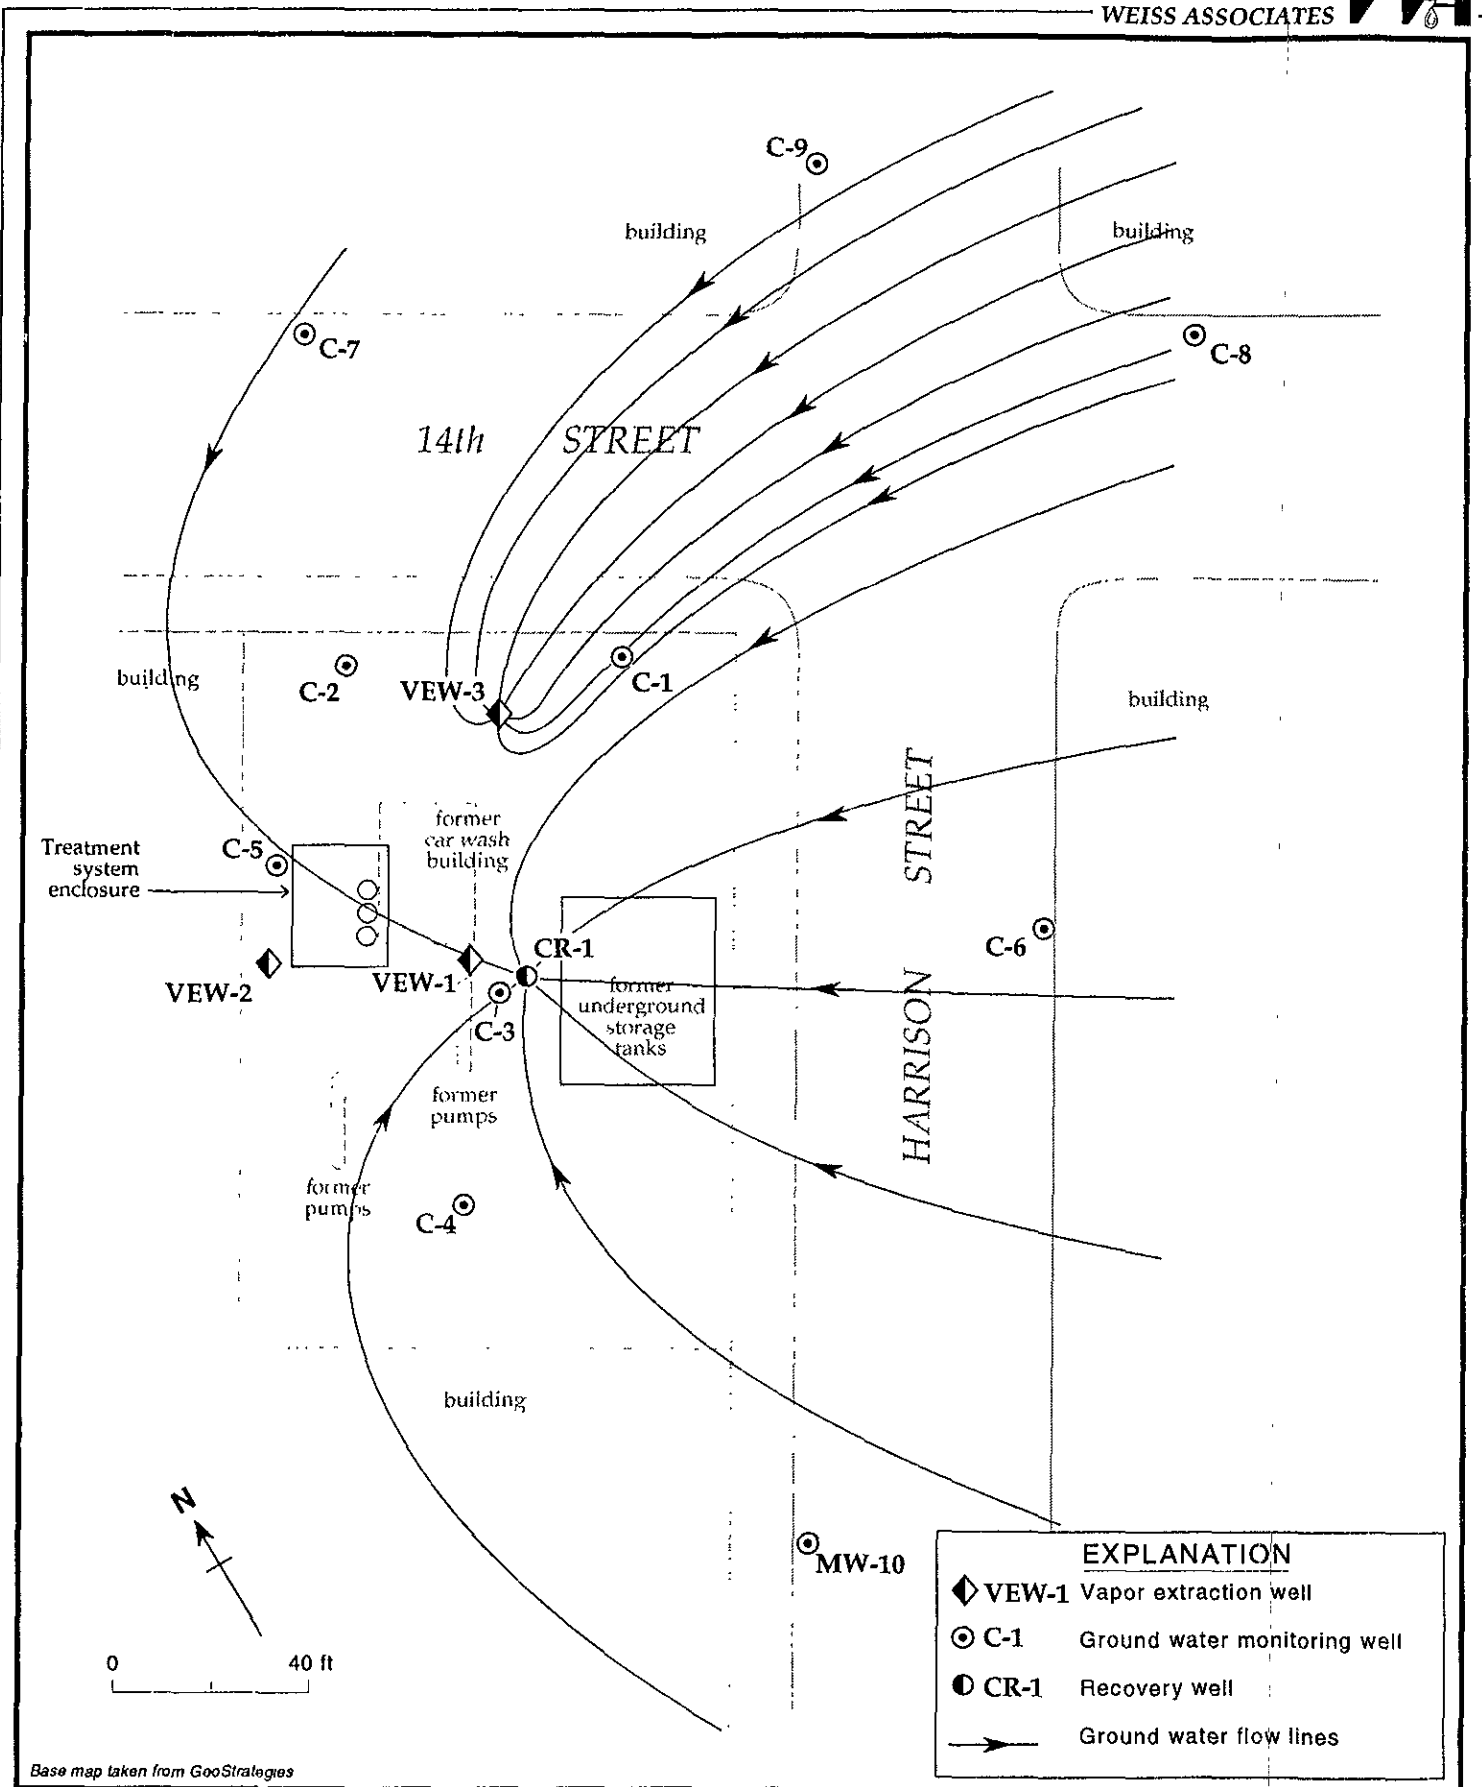 WEISS ASSOCIATES
C-9
building
building
C-7
C-8
14th STREET
building
C-2
VEW-3
C-1
building
STREET
former
car wash
building
Treatment
system
enclosure
C-5
CR-1
C-6
VEW-2
VEW-1
former
underground
storage
tanks
C-3
HARRISON
former
pumps
former
pumps
C-4
building
N
MW-10
0 40 ft
EXPLANATION
VEW-1 Vapor extraction well
C-1 Ground water monitoring well
CR-1 Recovery well
Ground water flow lines
Base map taken from GeoStrategies